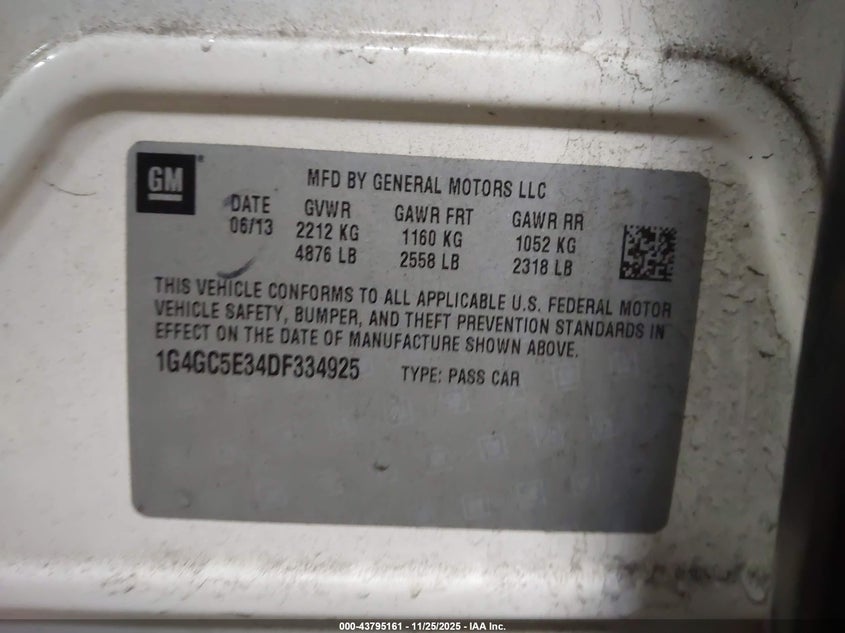 GM
MFD BY GENERAL MOTORS LLC
DATE GVWR GAWR FRT GAWR RR
06/13 2212 KG 1160 KG 1052 KG
4876 LB 2558 LB 2318 LB
THIS VEHICLE CONFORMS TO ALL APPLICABLE U.S. FEDERAL MOTOR
VEHICLE SAFETY, BUMPER, AND THEFT PREVENTION STANDARDS IN
EFFECT ON THE DATE OF MANUFACTURE SHOWN ABOVE.
1G4GC5E34DF334925 TYPE: PASS CAR
000-43795161 - 11/25/2025 - IAA Inc.